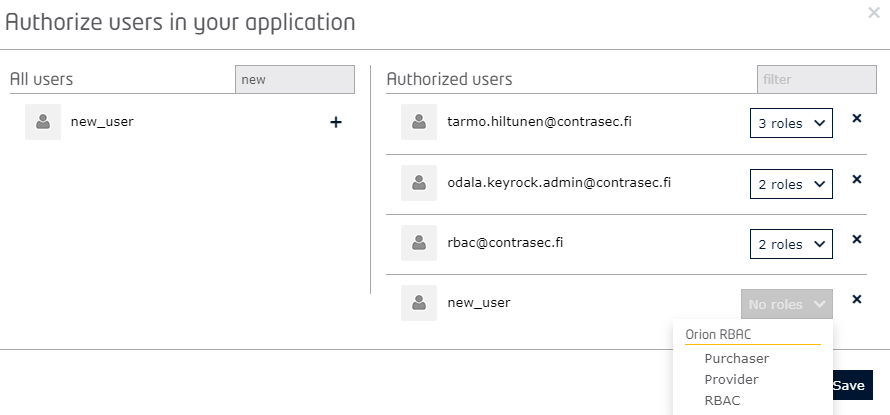 Authorize users in your application
×
All users
new
new_user
+
Authorized users
filter
tarmo.hiltunen@contrasec.fi
3 roles
×
odala.keyrock.admin@contrasec.fi
2 roles
×
rbac@contrasec.fi
2 roles
×
new_user
No roles
×
Orion RBAC
Purchaser
Provider
RBAC
Save